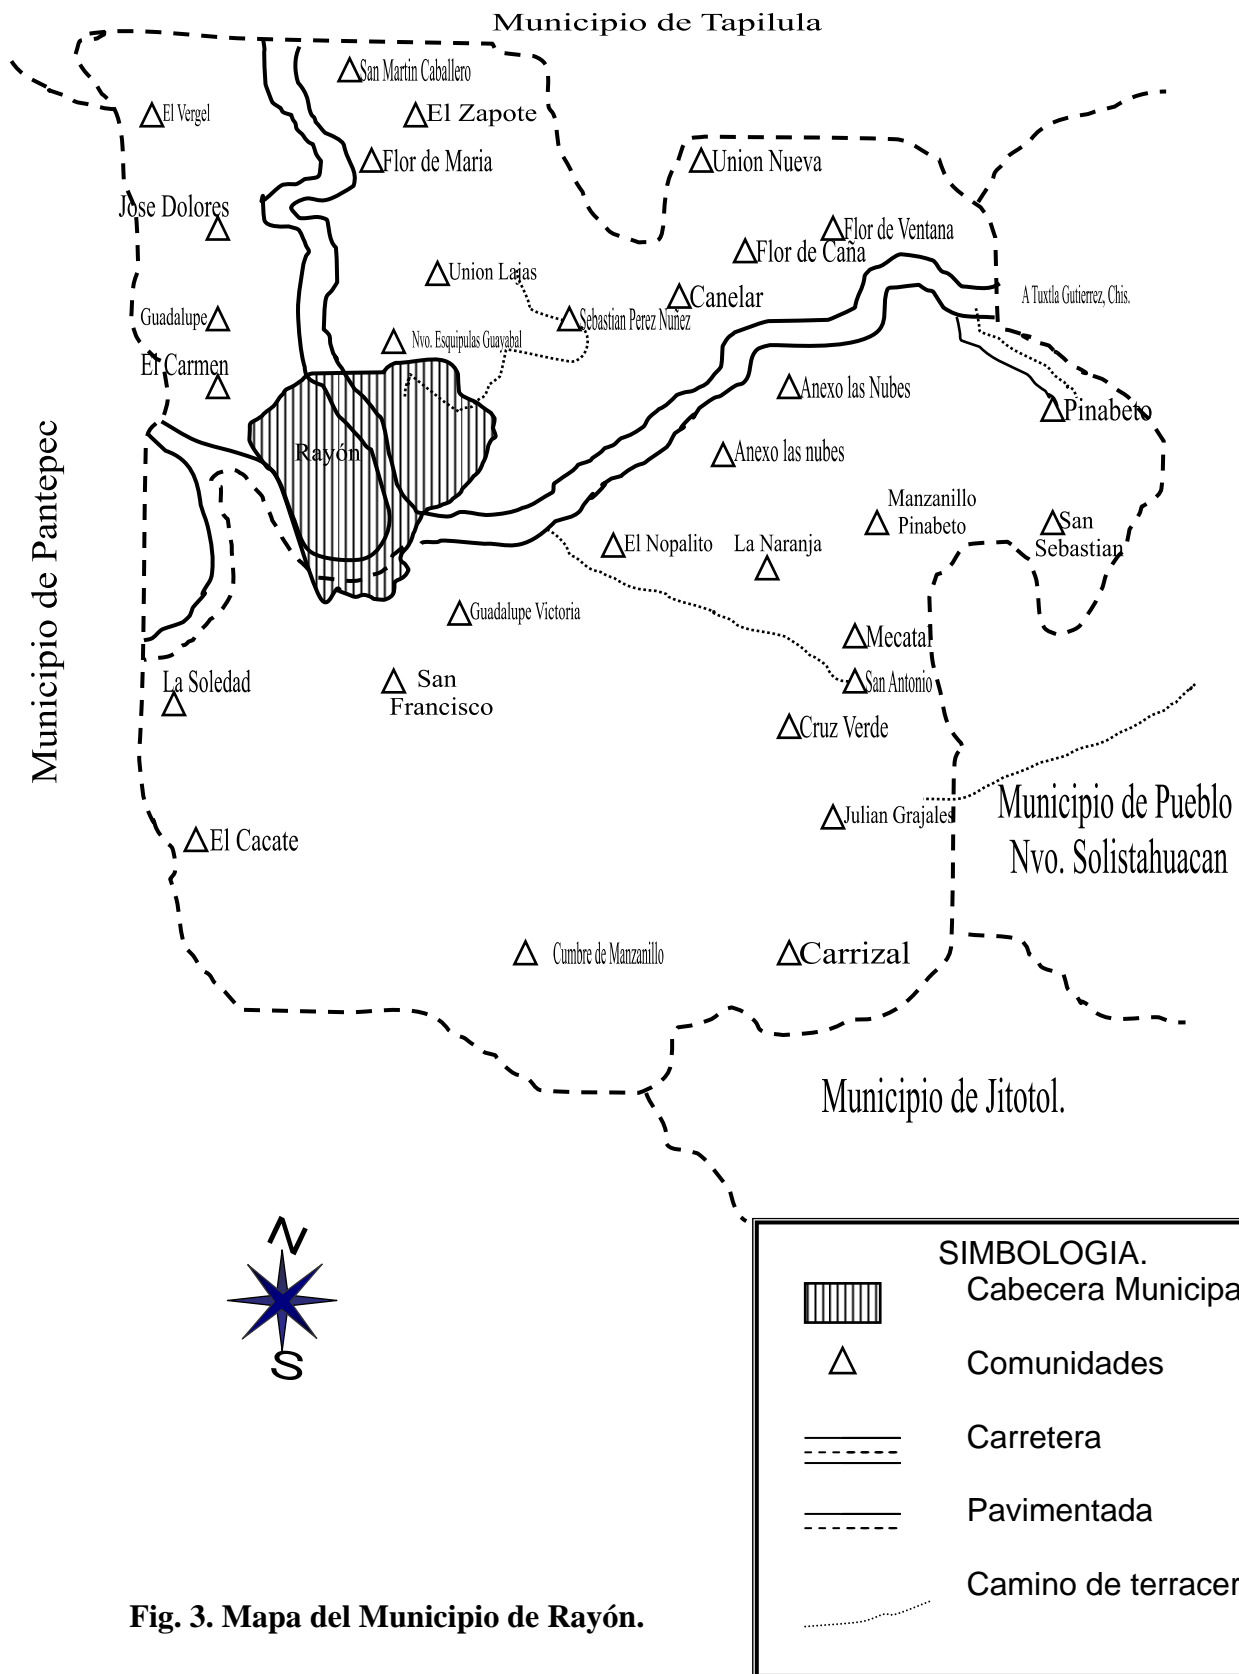 Municipio de Tapilula
San Martin Caballero
El Vergel
El Zapote
Flor de Maria
Union Nueva
Jose Dolores
Flor de Ventana
Flor de Caña
Union Lajas
Canelar
A Tuxtla Gutierrez, Chis.
Guadalupe
Sebastian Perez Nuñez
Nvo. Esquipulas Guayabal
El Carmen
Anexo las Nubes
Pinabeto
Rayón
Anexo las nubes
Municipio de Pantepec
Manzanillo
Pinabeto
San
Sebastian
El Nopalito
La Naranja
Guadalupe Victoria
Mecatal
La Soledad
San
Francisco
San Antonio
Cruz Verde
Julian Grajales
Municipio de Pueblo
Nvo. Solistahuacan
El Cacate
Cumbre de Manzanillo
Carrizal
Municipio de Jitotol.
N
S
SIMBOLOGIA.
Cabecera Municipa
Comunidades
Carretera
Pavimentada
Camino de terracer
Fig. 3. Mapa del Municipio de Rayón.